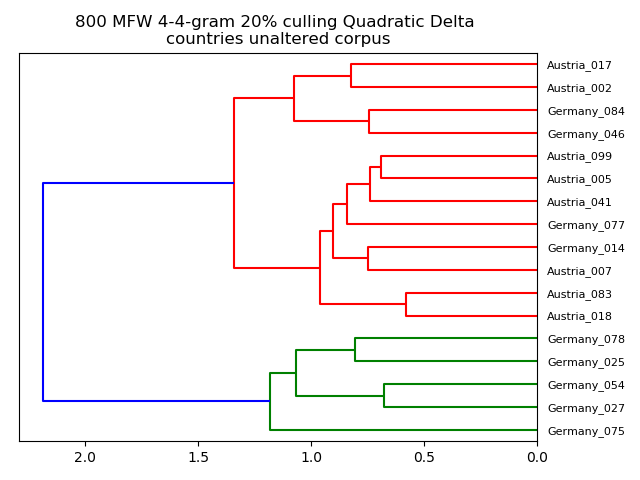 800 MFW 4-4-gram 20% culling Quadratic Delta
countries unaltered corpus
Austria_017
Austria_002
Germany_084
Germany_046
Austria_099
Austria_005
Austria_041
Germany_077
Germany_014
Austria_007
Austria_083
Austria_018
Germany_078
Germany_025
Germany_054
Germany_027
Germany_075
2.0 1.5 1.0 0.5 0.0